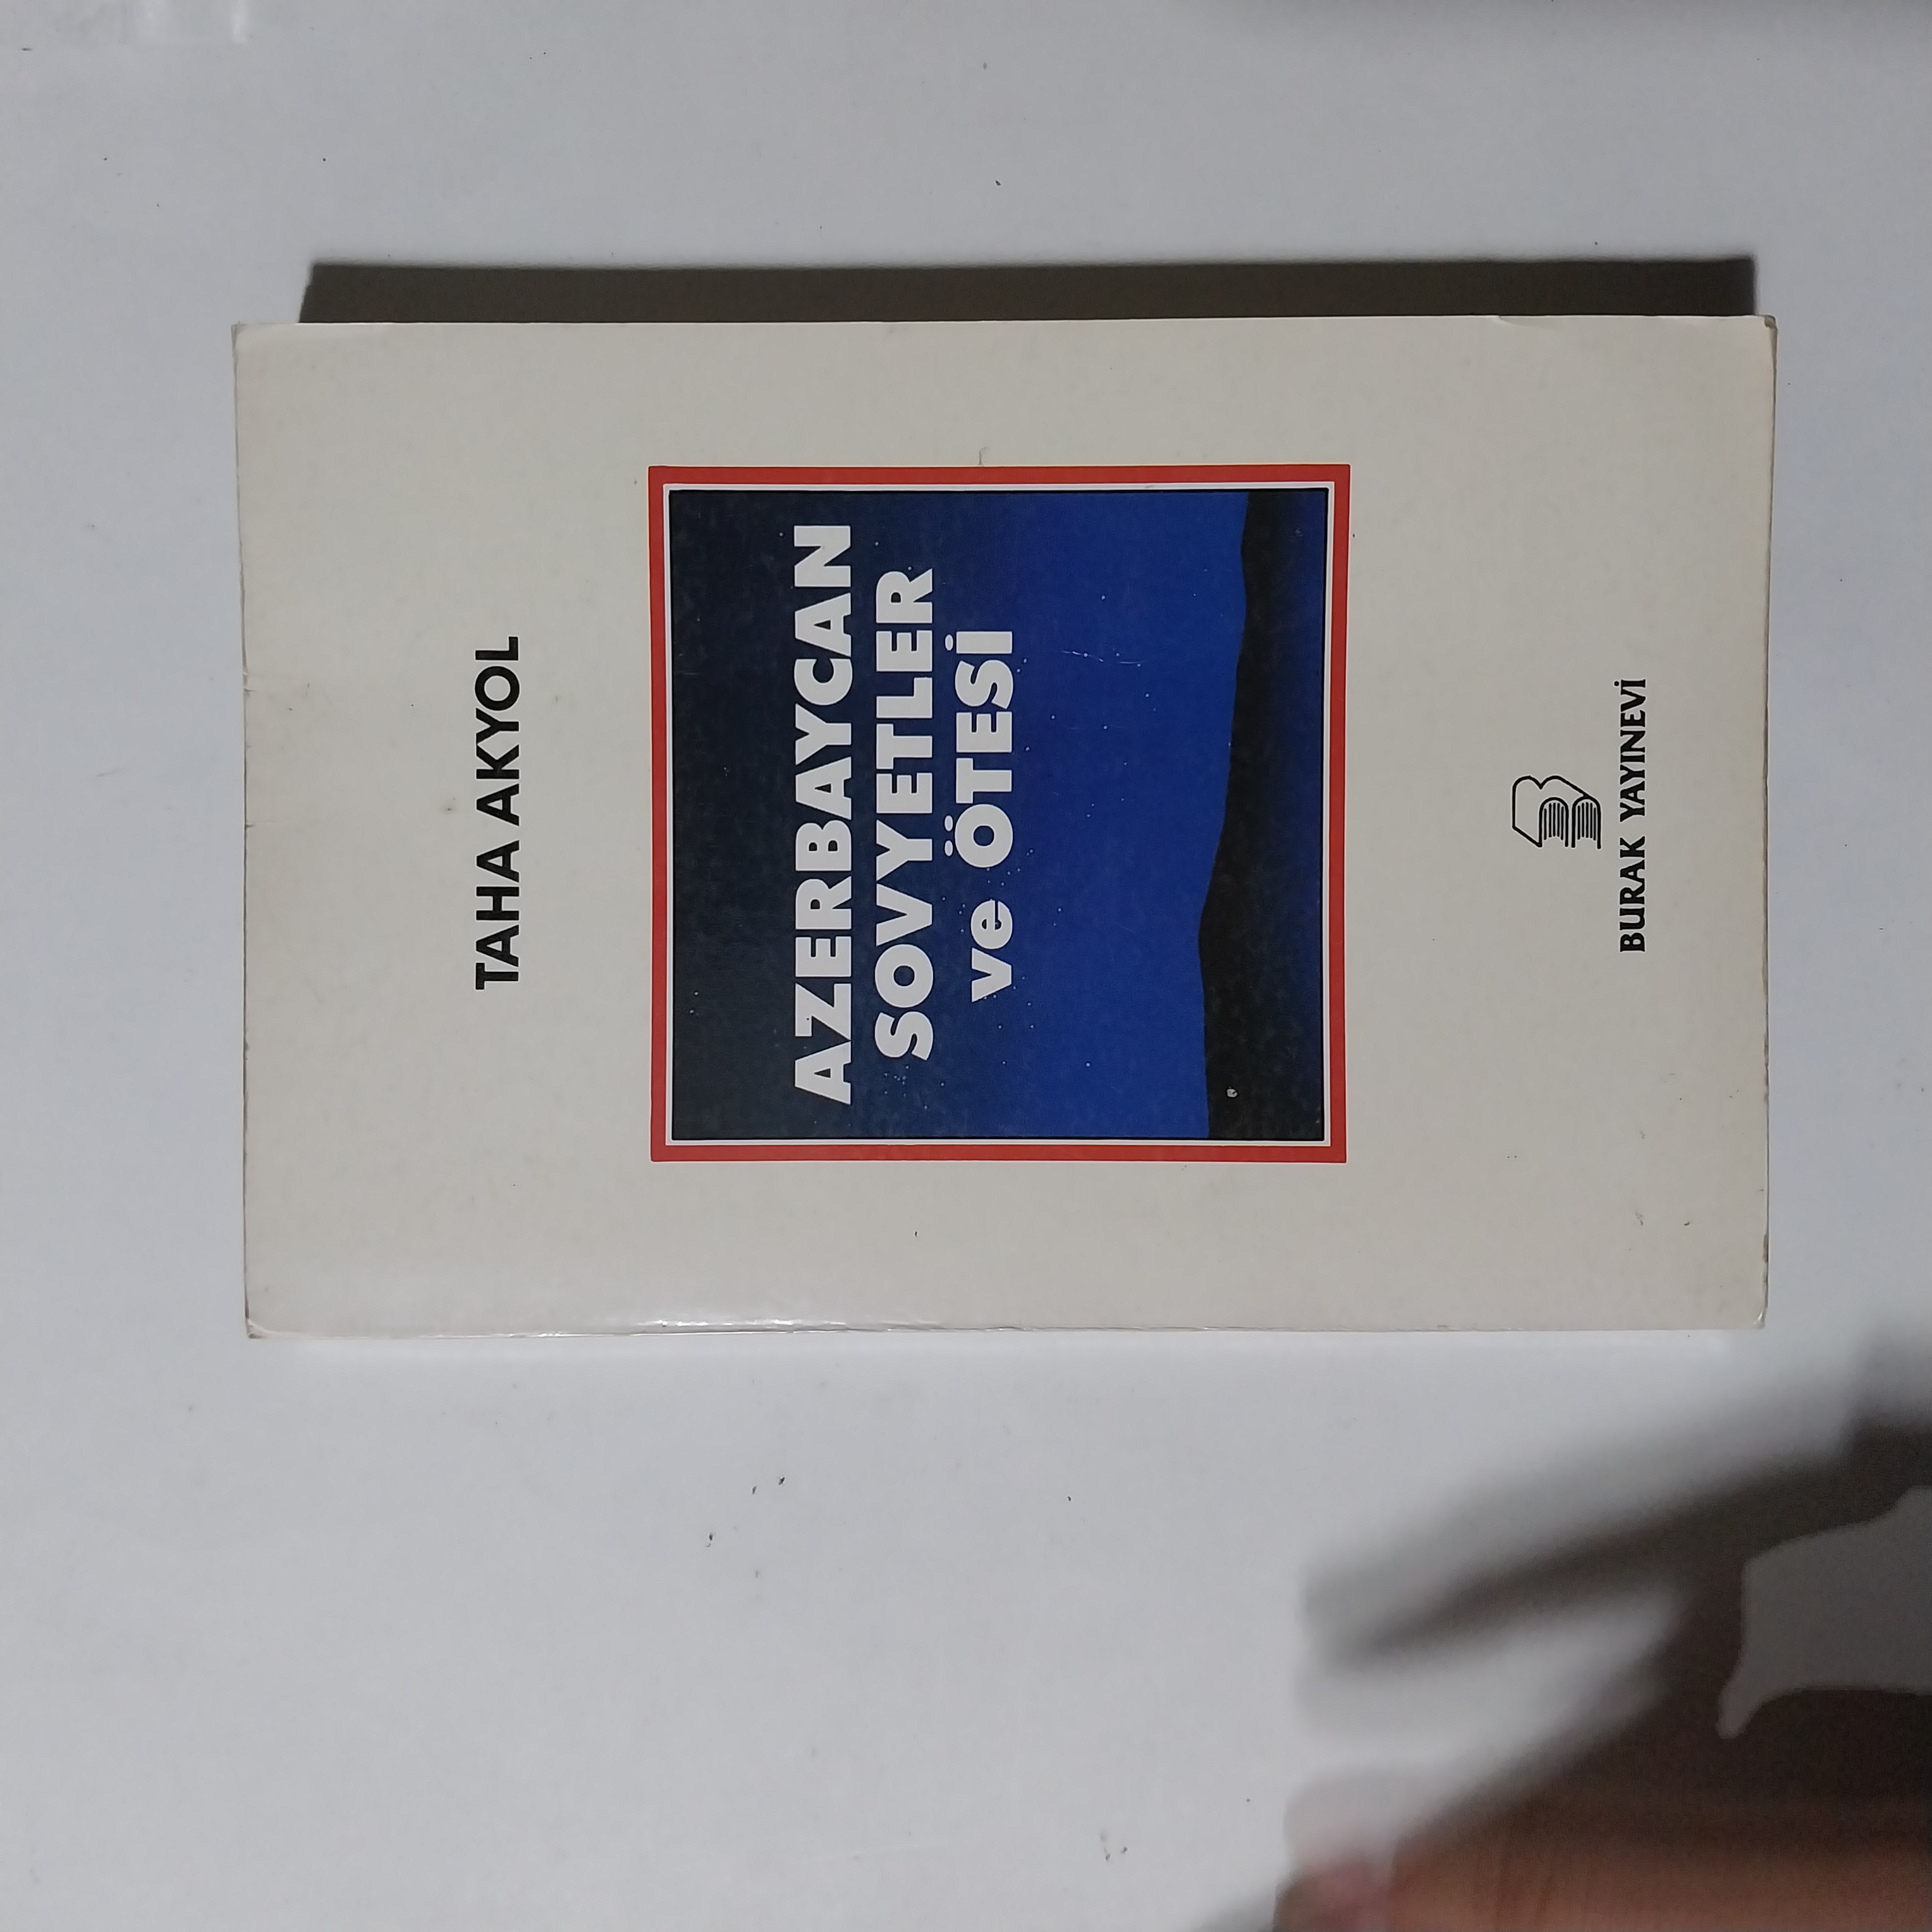 TAHA AKYOL
AZERBAYCAN
SOVYETLER
ve ÖTESİ
BURAK YAYINEVİ